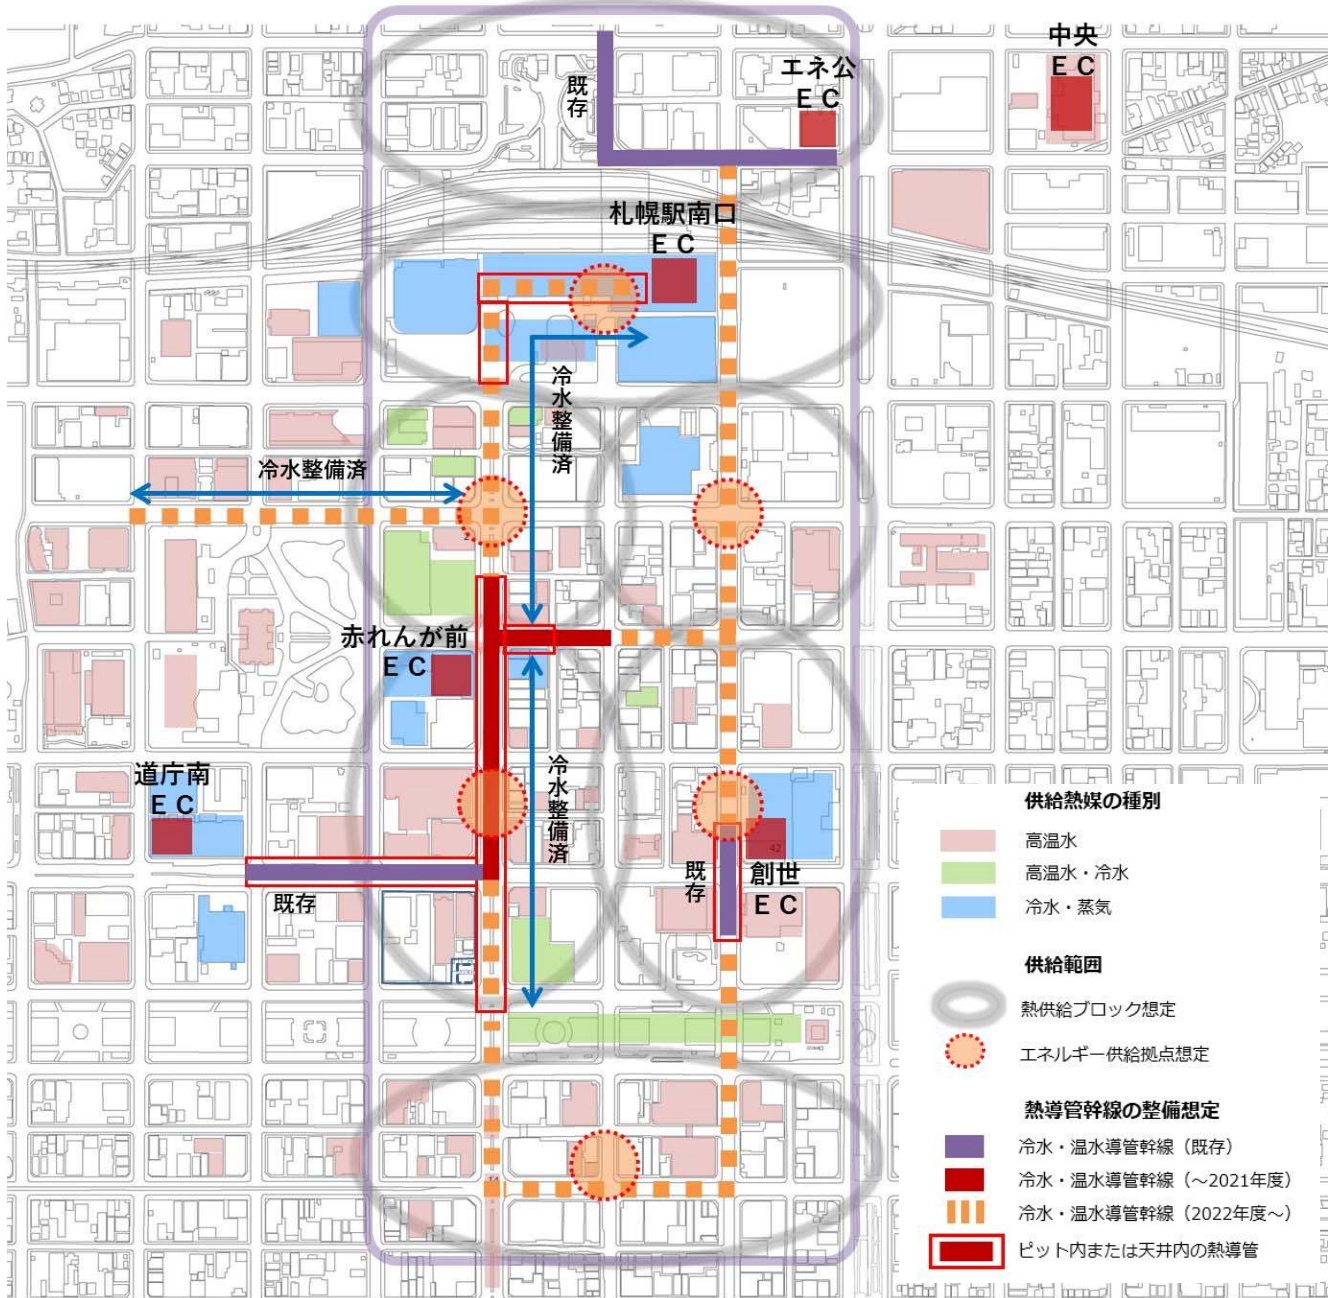 中央
ＥＣ
エネ公
ＥＣ
既存
札幌駅南口
ＥＣ
冷水整備済
冷水整備済
赤れんが前
ＥＣ
冷水整備済
道庁南
ＥＣ
既存
既存
42
創世
ＥＣ
供給熱媒の種別
高温水
高温水・冷水
冷水・蒸気
供給範囲
熱供給ブロック想定
エネルギー供給拠点想定
熱導管幹線の整備想定
冷水・温水導管幹線（既存）
冷水・温水導管幹線（～2021年度）
冷水・温水導管幹線（2022年度～）
ピット内または天井内の熱導管